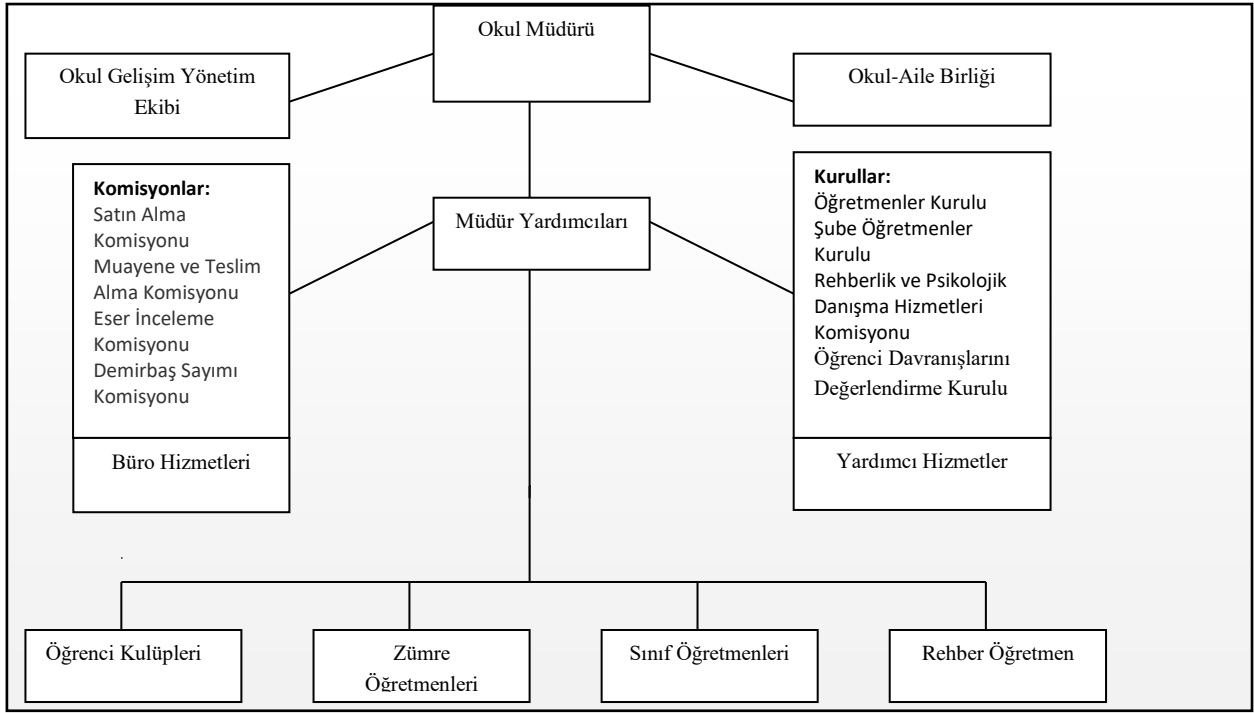 Okul Müdürü
Okul Gelişim Yönetim
Ekibi
Okul-Aile Birliği
Komisyonlar:
Satın Alma
Komisyonu
Muayene ve Teslim
Alma Komisyonu
Eser İnceleme
Komisyonu
Demirbaş Sayımı
Komisyonu
Müdür Yardımcıları
Kurullar:
Öğretmenler Kurulu
Şube Öğretmenler
Kurulu
Rehberlik ve Psikolojik
Danışma Hizmetleri
Komisyonu
Öğrenci Davranışlarını
Değerlendirme Kurulu
Büro Hizmetleri
Yardımcı Hizmetler
Öğrenci Kulüpleri
Zümre
Öğretmenleri
Sınıf Öğretmenleri
Rehber Öğretmen